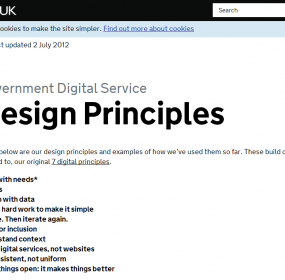 UK
Search
cookies to make the site simpler. Find out more about cookies
st updated 2 July 2012
vernment Digital Service
esign Principles
below are our design principles and examples of how we've used them so far. These build o
d to, our original 7 digital principles.
with needs*
s
n with data
hard work to make it simple
e. Then iterate again.
or inclusion
stand context
digital services, not websites
sistent, not uniform
things open: it makes things better